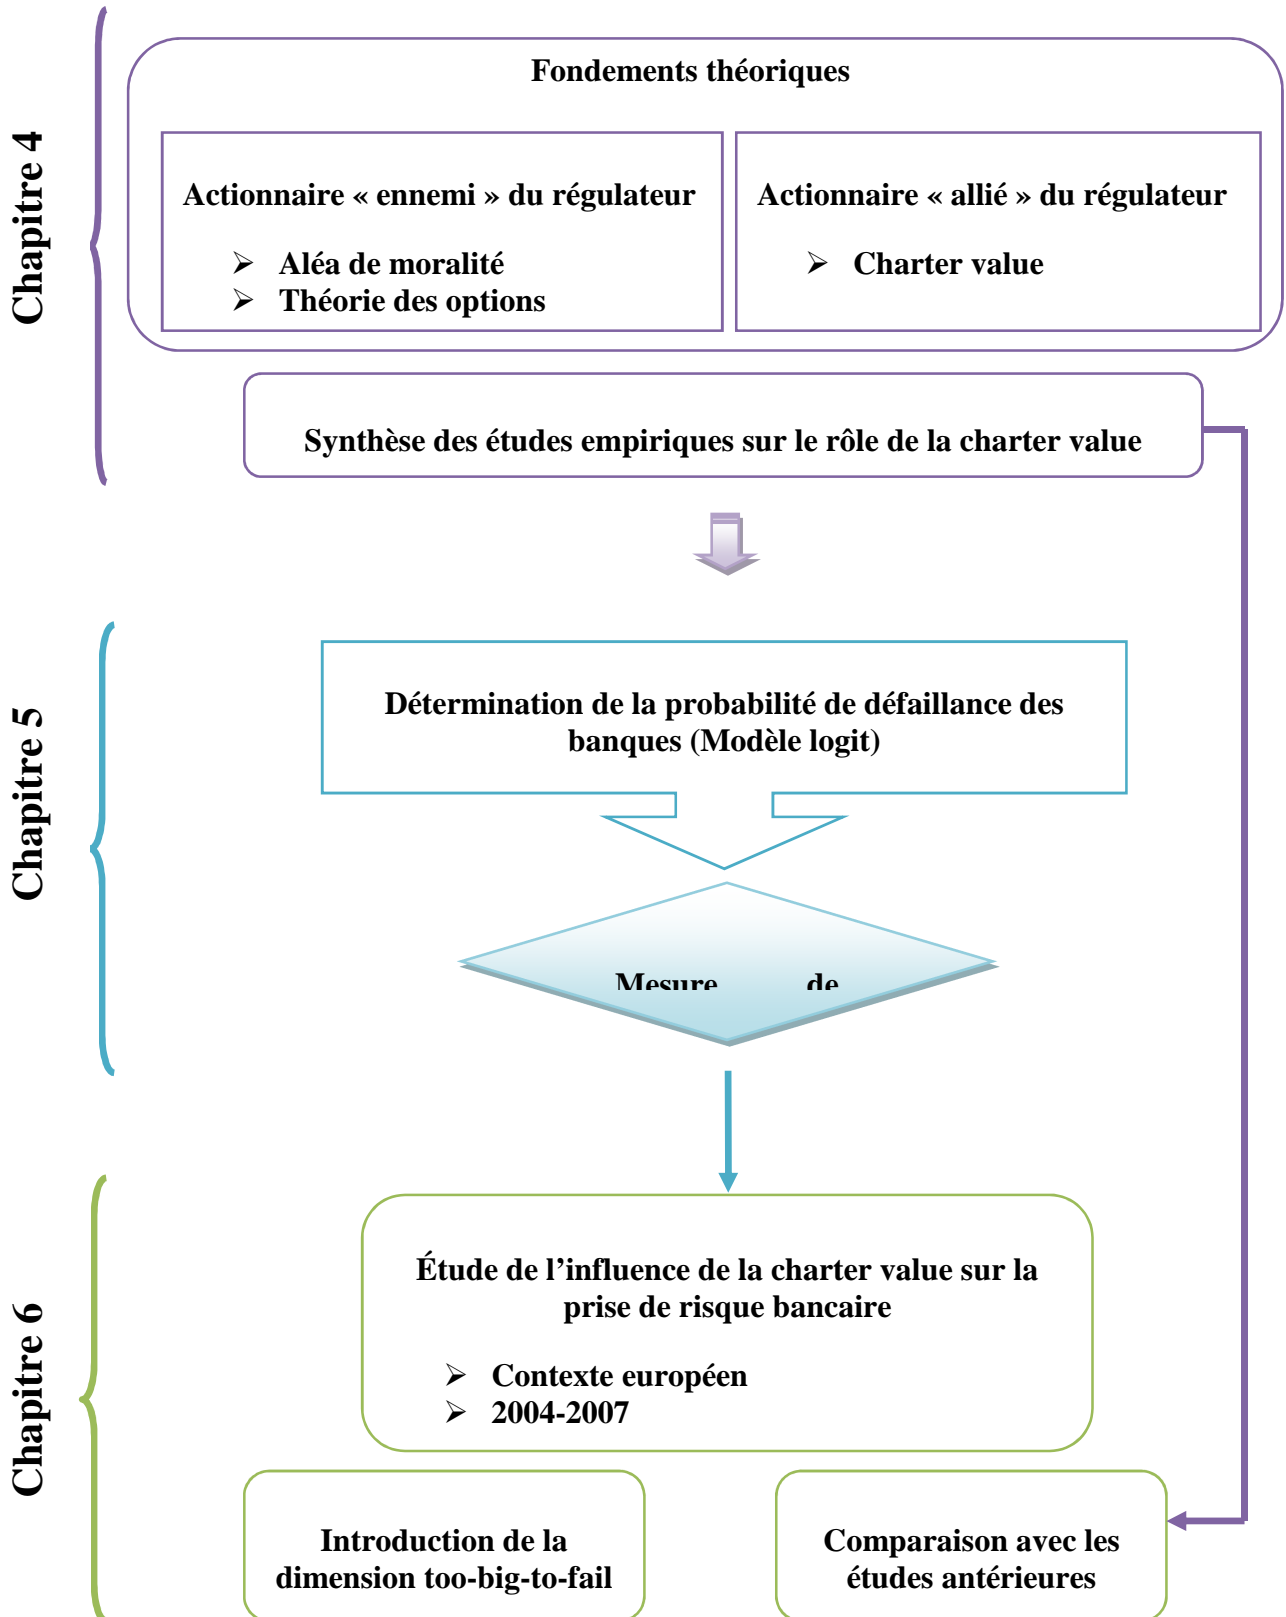 Chapitre 4
Fondements théoriques
Actionnaire « ennemi » du régulateur
➢ Aléa de moralité
➢ Théorie des options
Actionnaire « allié » du régulateur
➢ Charter value
Synthèse des études empiriques sur le rôle de la charter value
Chapitre 5
Détermination de la probabilité de défaillance des
banques (Modèle logit)
Mesure de
Chapitre 6
Étude de l’influence de la charter value sur la
prise de risque bancaire
➢ Contexte européen
➢ 2004-2007
Introduction de la
dimension too-big-to-fail
Comparaison avec les
études antérieures